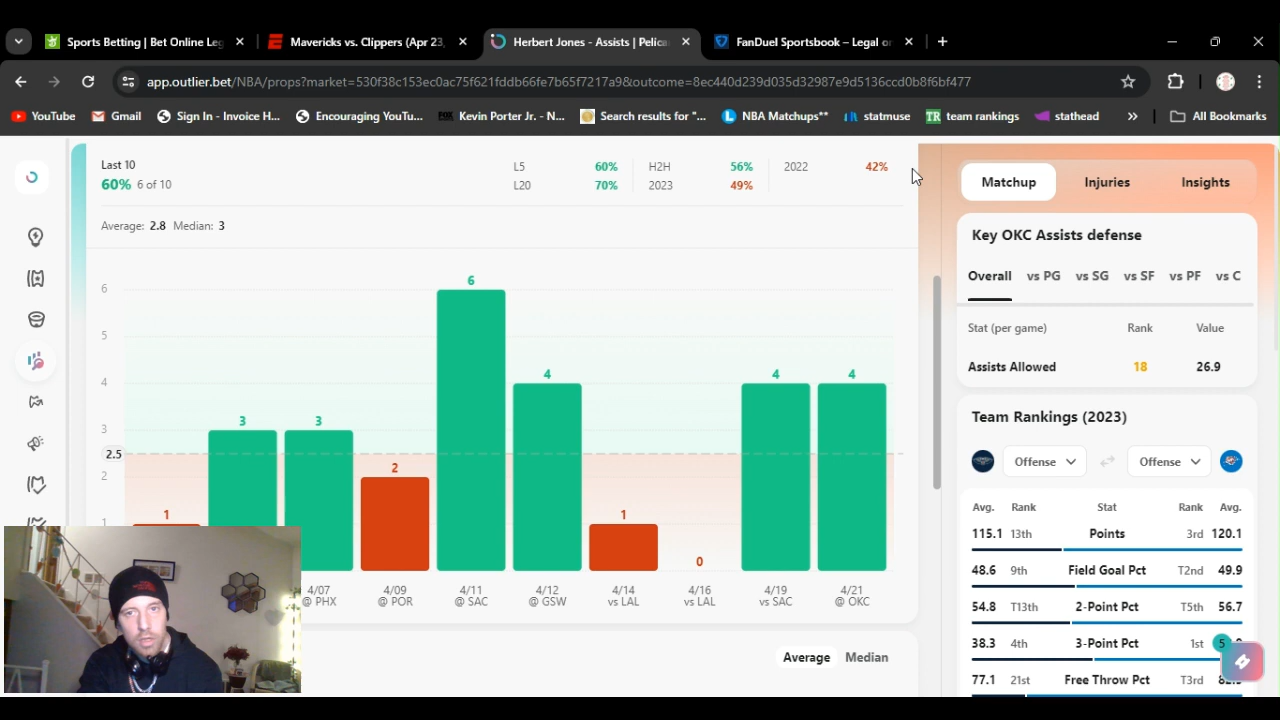 Sports Betting | Bet Online Leg
Mavericks vs. Clippers (Apr 23,
Herbert Jones - Assists | Pelica
FanDuel Sportsbook – Legal or
app.outlier.bet/NBA/props?market=530f38c153ec0ac75f621fddb66fe7b65f7217a9&outcome=8ec440d239d035d32987e9d5136ccd0b8f6bf477
YouTube
Gmail
Sign In - Invoice H...
Encouraging YouTu...
FOX Kevin Porter Jr. - N...
Search results for "...
NBA Matchups**
statmuse
TR team rankings
stathead
All Bookmarks
Last 10
60% 6 of 10
L5 60% H2H 56% 2022 42%
L20 70% 2023 49%
Average: 2.8 Median: 3
6
5
4
3
2.5
2
1
1
3
3
2
6
4
1
0
4
4
4/07
@ PHX
4/09
@ POR
4/11
@ SAC
4/12
@ GSW
4/14
vs LAL
4/16
vs LAL
4/19
vs SAC
4/21
@ OKC
Average Median
Matchup Injuries Insights
Key OKC Assists defense
Overall vs PG vs SG vs SF vs PF vs C
Stat (per game) Rank Value
Assists Allowed 18 26.9
Team Rankings (2023)
Offense Offense
Avg. Rank Stat Rank Avg.
115.1 13th Points 3rd 120.1
48.6 9th Field Goal Pct T2nd 49.9
54.8 T13th 2-Point Pct T5th 56.7
38.3 4th 3-Point Pct 1st
5
77.1 21st Free Throw Pct T3rd